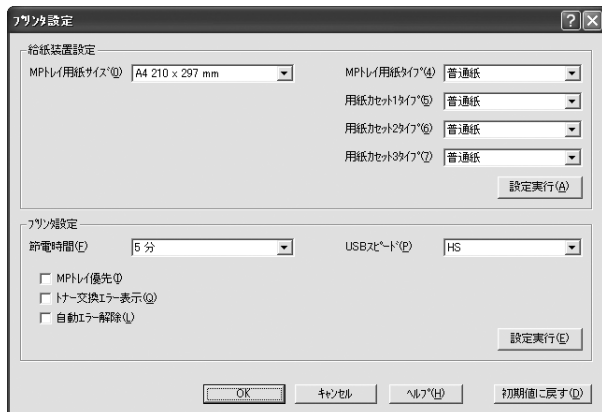 プリンタ設定
給紙装置設定
MPトレイ用紙サイズ(I) A4 210 x 297 mm
MPトレイ用紙タイプ(4) 普通紙
用紙カセット1タイプ(5) 普通紙
用紙カセット2タイプ(6) 普通紙
用紙カセット3タイプ(7) 普通紙
設定実行(A)
プリンタ設定
節電時間(F) 5 分
USBスピード(P) HS
MPトレイ優先(I)
トナー交換エラー表示(Q)
自動エラー解除(L)
設定実行(E)
OK キャンセル ヘルプ(H) 初期値に戻す(D)